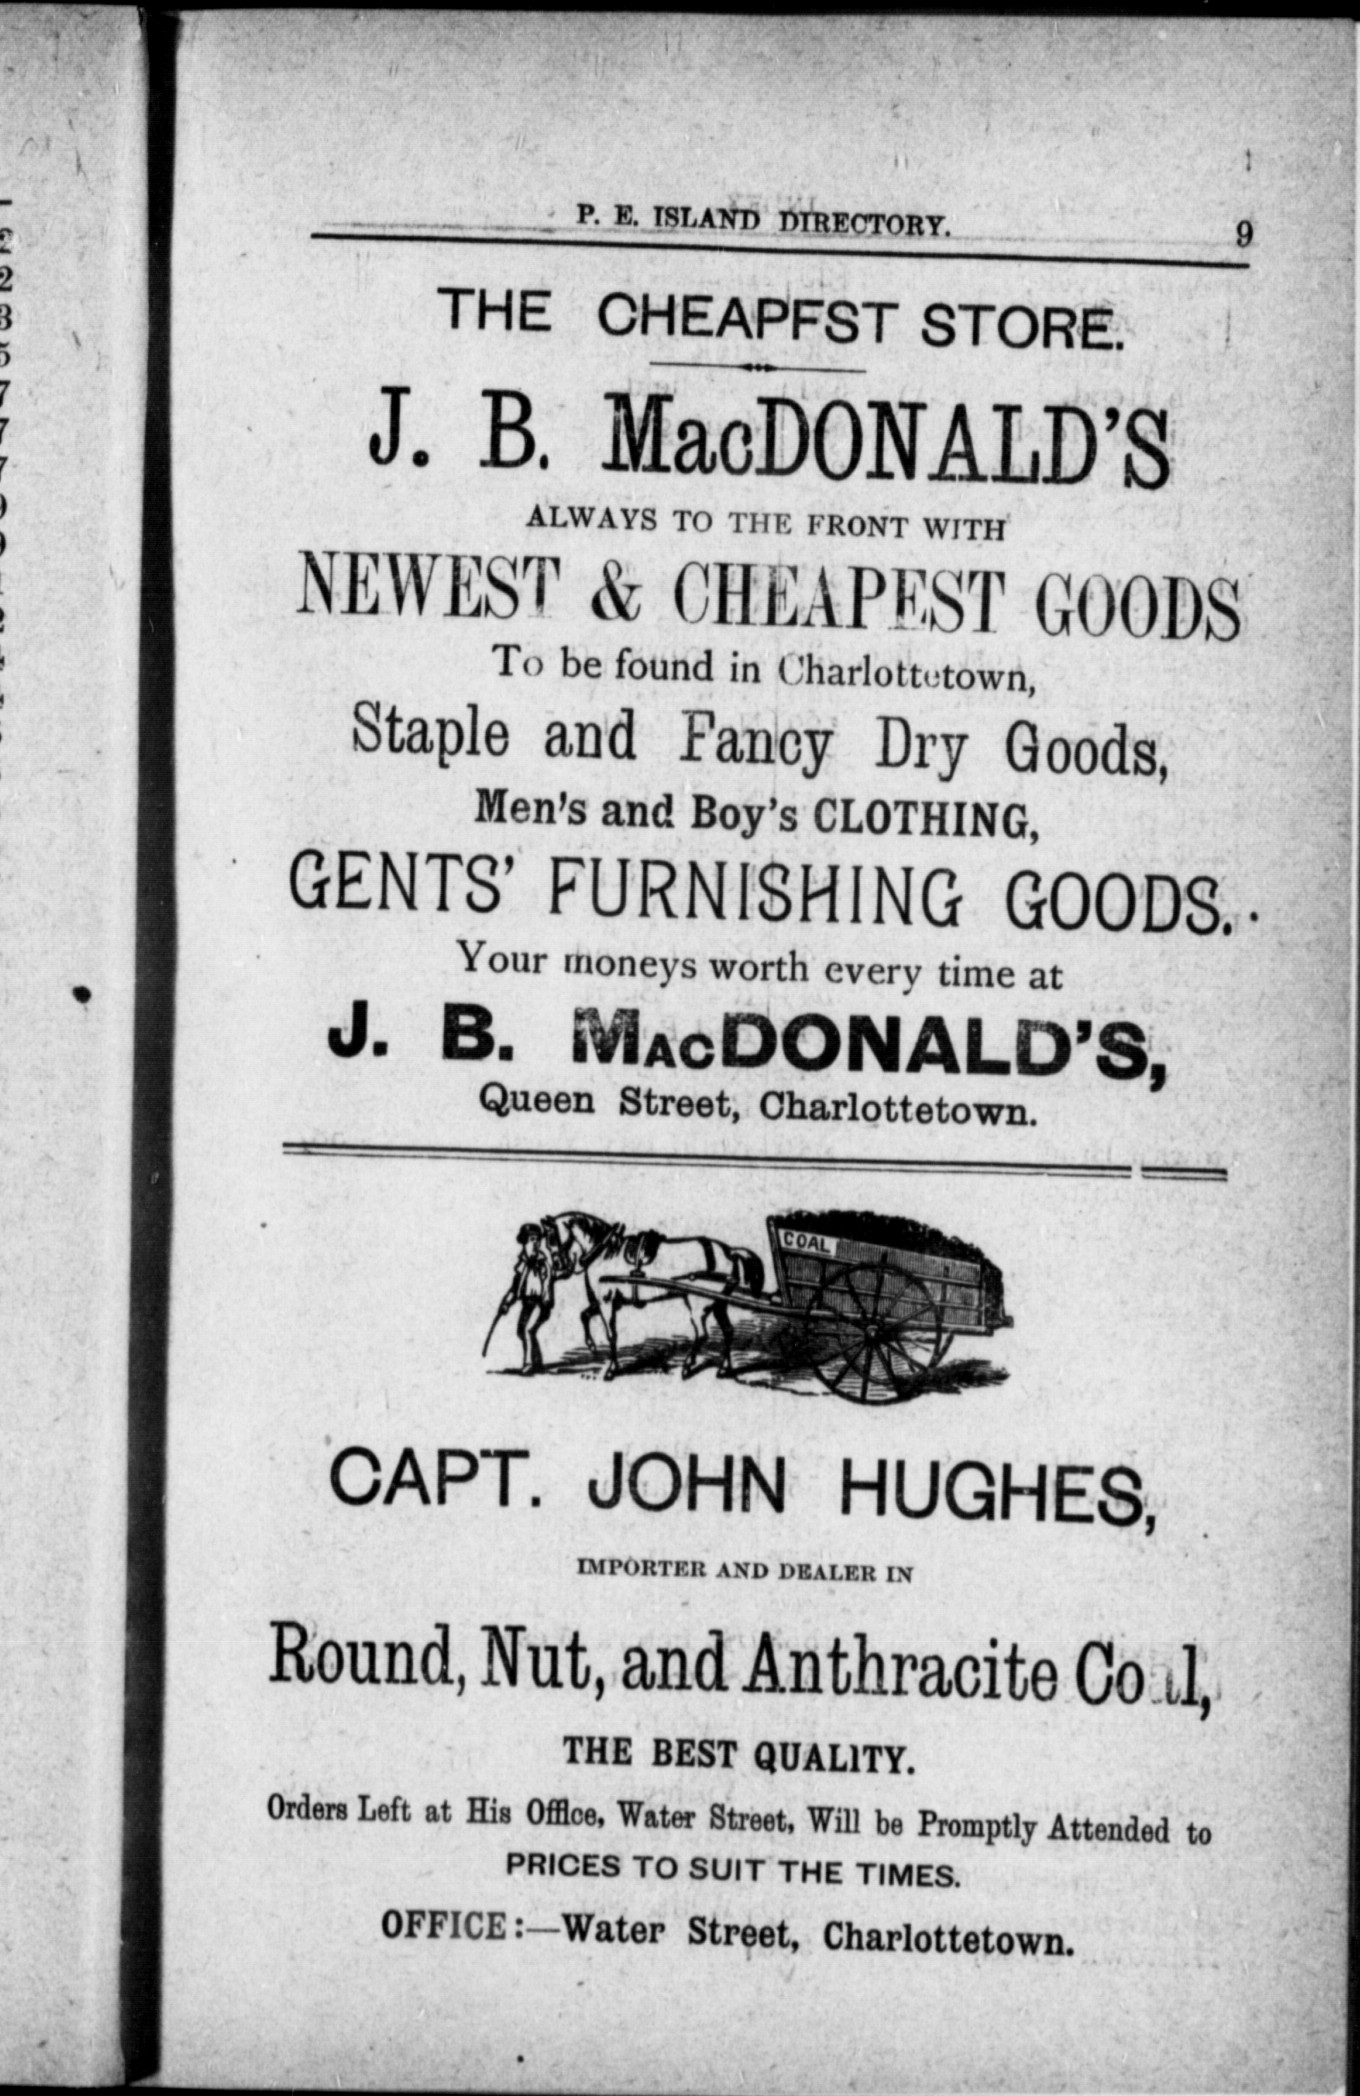 P. E. ISLAND DIRECTORY. 9
THE CHEAPFST STORE.
J. B. MacDONALD'S
ALWAYS TO THE FRONT WITH
NEWEST & CHEAPEST GOODS
To be found in Charlottetown,
Staple and Fancy Dry Goods,
Men's and Boy's CLOTHING,
GENTS' FURNISHING GOODS.
Your moneys worth every time at
J. B. MACDONALD'S,
Queen Street, Charlottetown.
COAL
CAPT. JOHN HUGHES,
IMPORTER AND DEALER IN
Round, Nut, and Anthracite Coal,
THE BEST QUALITY.
Orders Left at His Office, Water Street, Will be Promptly Attended to
PRICES TO SUIT THE TIMES.
OFFICE:—Water Street, Charlottetown.